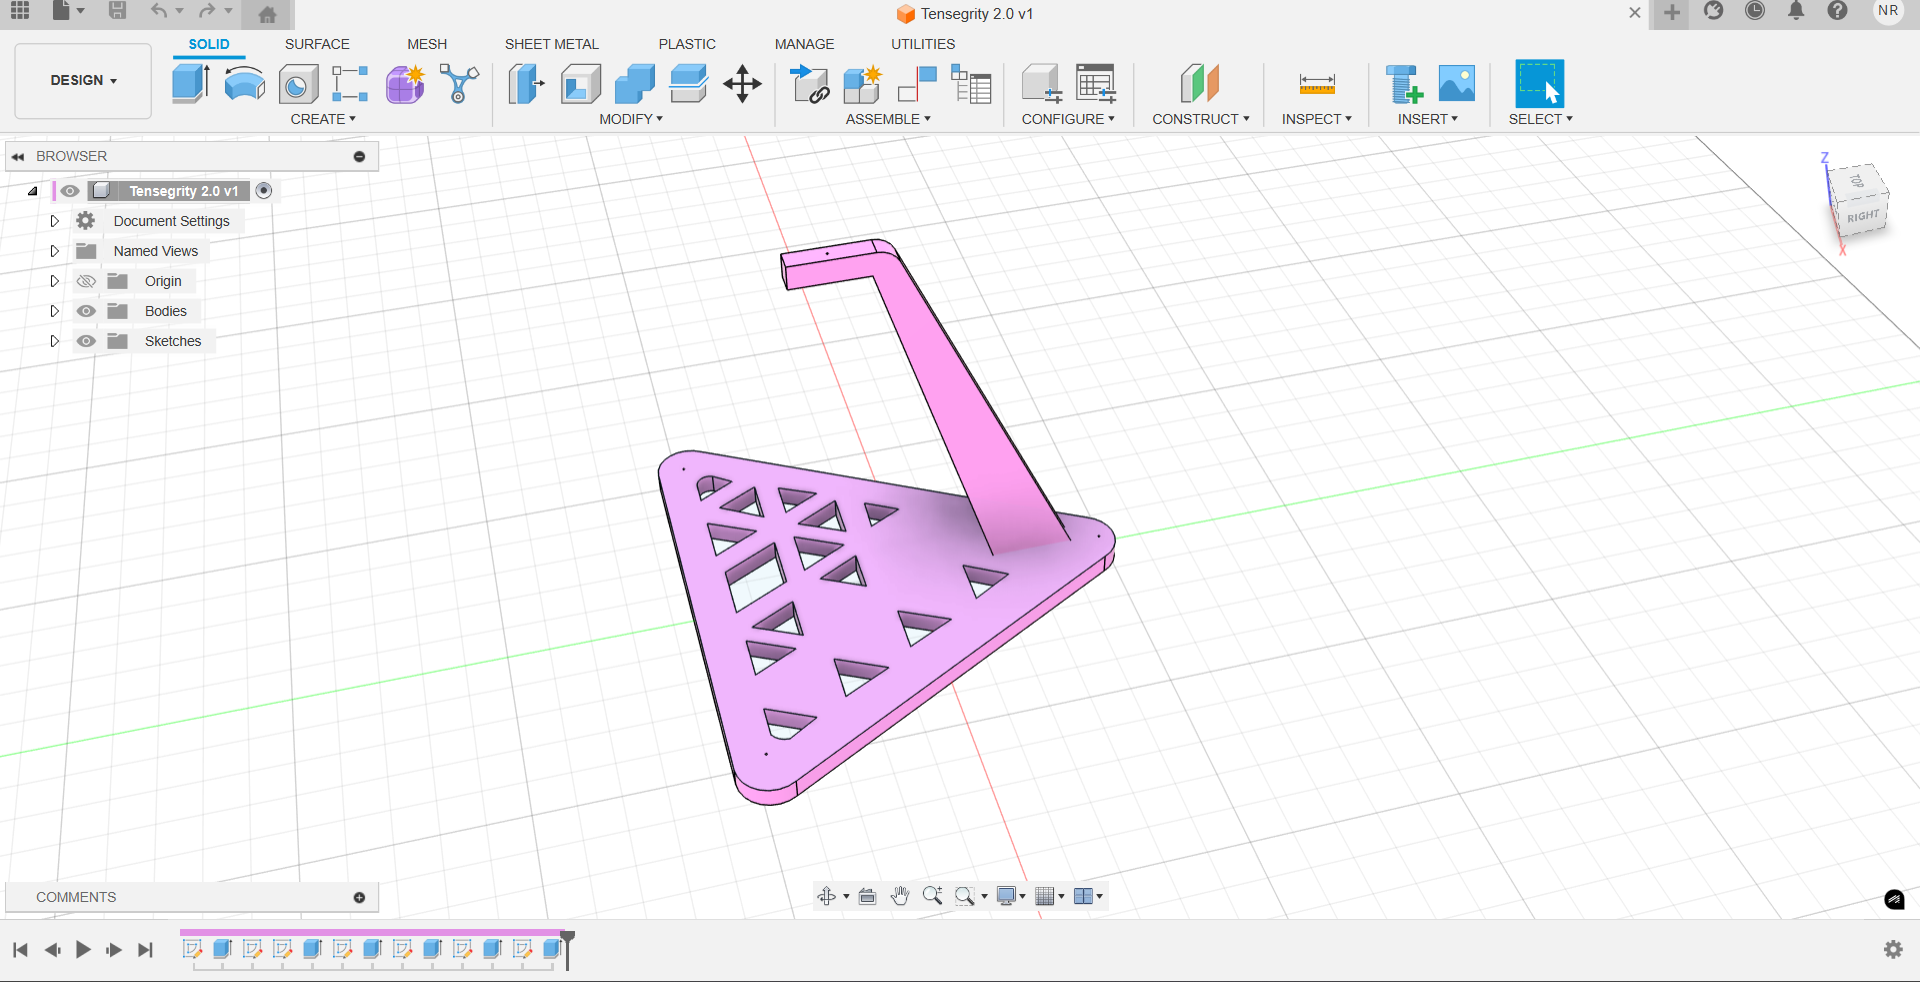 Tensegrity 2.0 v1
NR
DESIGN
SOLID
SURFACE
MESH
SHEET METAL
PLASTIC
MANAGE
UTILITIES
CREATE
MODIFY
ASSEMBLE
CONFIGURE
CONSTRUCT
INSPECT
INSERT
SELECT
BROWSER
Tensegrity 2.0 v1
Document Settings
Named Views
Origin
Bodies
Sketches
Z
TOP
RIGHT
X
COMMENTS